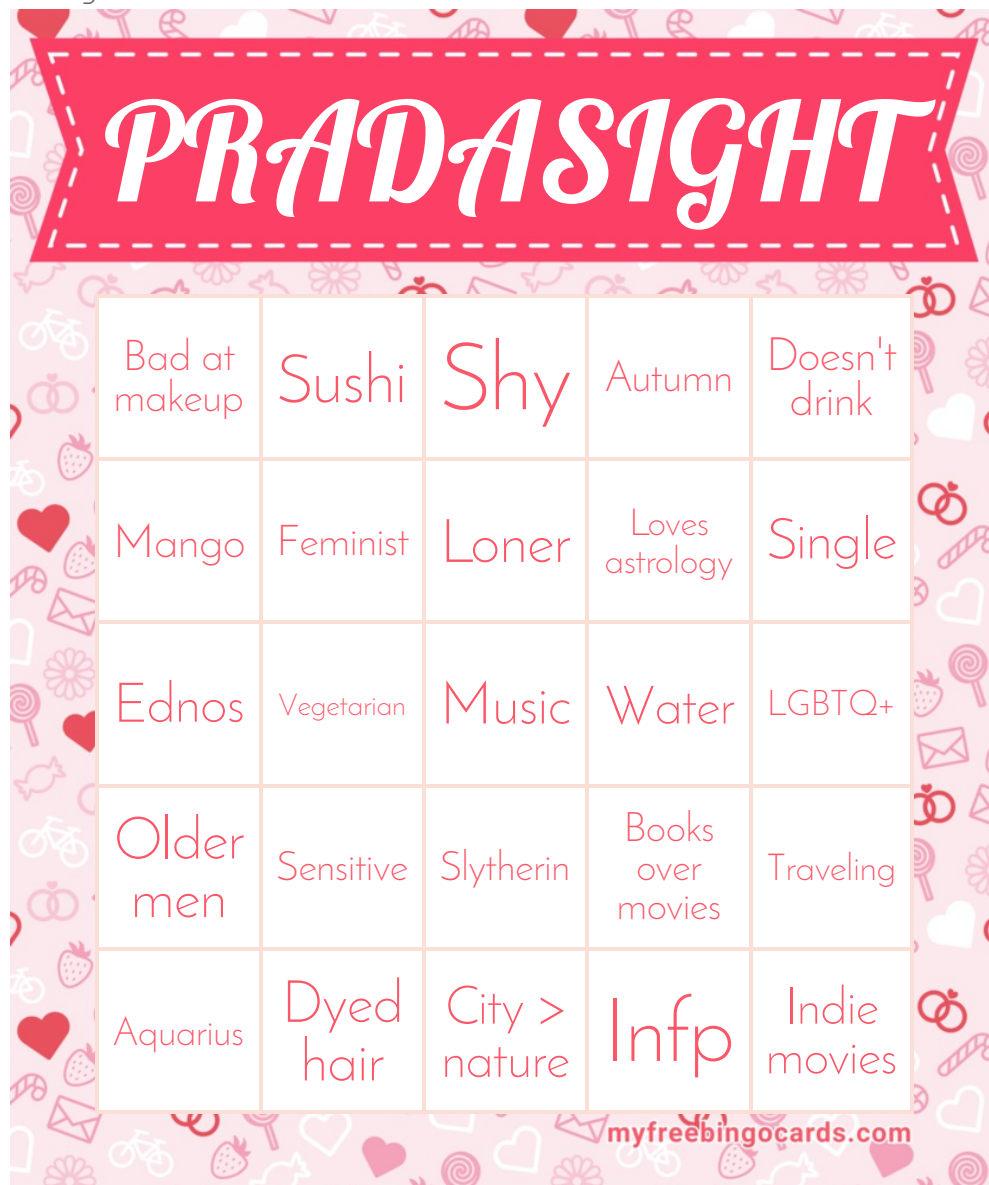 PRADASIGHT
Bad at
makeup
Sushi
Shy
Autumn
Doesn't
drink
Mango
Feminist
Loner
Loves
astrology
Single
Ednos
Vegetarian
Music
Water
LGBTQ+
Older
men
Sensitive
Slytherin
Books
over
movies
Traveling
Aquarius
Dyed
hair
City >
nature
Infp
Indie
movies
myfreebingocards.com